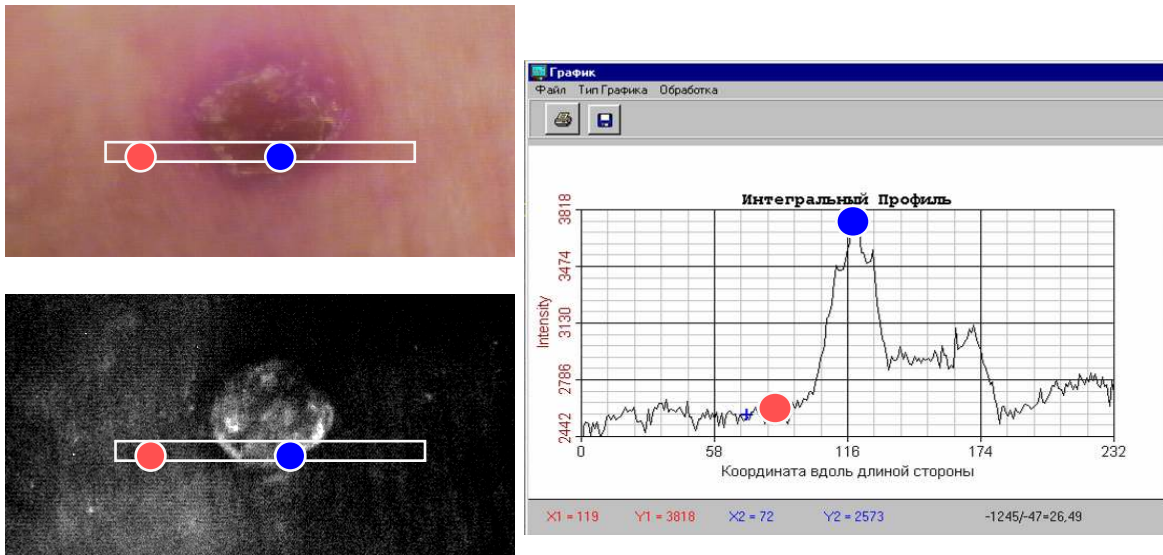 График
Файл Тип Графика Обработка
Интегральный Профиль
3818
3474
3130
2786
2442
Intensity
0 58 116 174 232
Координата вдоль длиной стороны
X1 = 119 Y1 = 3818 X2 = 72 Y2 = 2573 -1245/-47=26,49